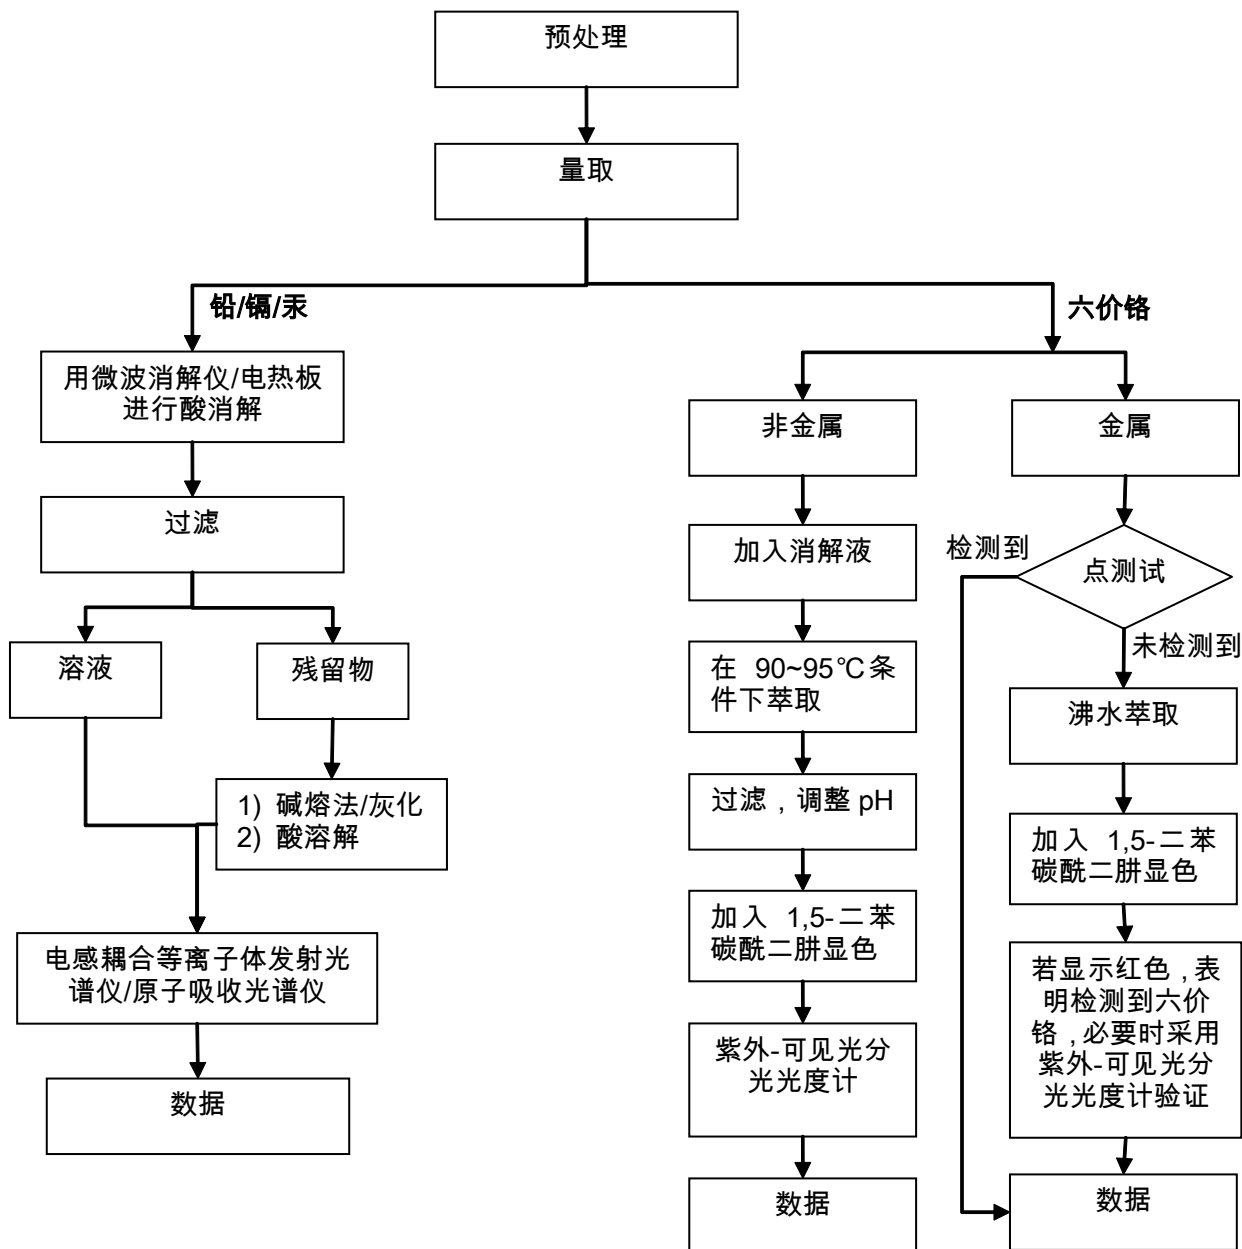 预处理
量取
铅/镉/汞
用微波消解仪/电热板
进行酸消解
过滤
溶液
残留物
1) 碱熔法/灰化
2) 酸溶解
电感耦合等离子体发射光
谱仪/原子吸收光谱仪
数据
六价铬
非金属
加入消解液
在 90~95℃条
件下萃取
过滤，调整 pH
加入 1,5-二苯
碳酰二肼显色
紫外-可见光分
光光度计
数据
金属
点测试
检测到
未检测到
沸水萃取
加入 1,5-二苯
碳酰二肼显色
若显示红色，表
明检测到六价
铬，必要时采用
紫外-可见光分
光光度计验证
数据